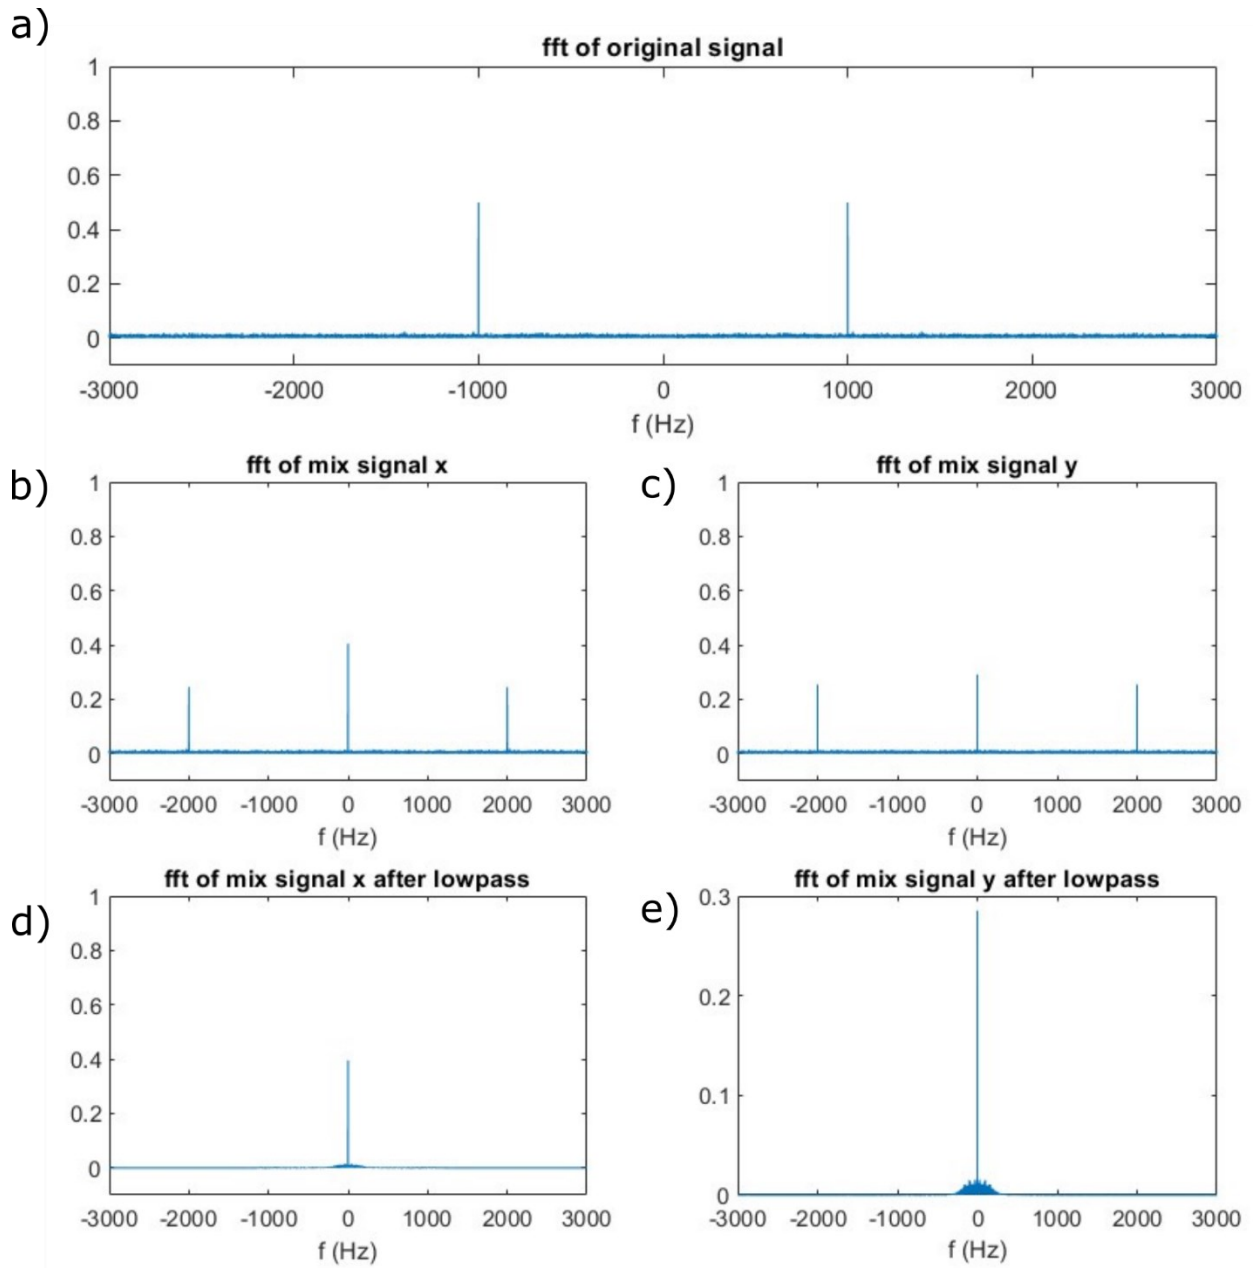 a)
fft of original signal
1
0.8
0.6
0.4
0.2
0
-3000 -2000 -1000 0 1000 2000 3000
f (Hz)
b)
fft of mix signal x
1
0.8
0.6
0.4
0.2
0
-3000 -2000 -1000 0 1000 2000 3000
f (Hz)
c)
fft of mix signal y
1
0.8
0.6
0.4
0.2
0
-3000 -2000 -1000 0 1000 2000 3000
f (Hz)
d)
fft of mix signal x after lowpass
1
0.8
0.6
0.4
0.2
0
-3000 -2000 -1000 0 1000 2000 3000
f (Hz)
e)
fft of mix signal y after lowpass
0.3
0.2
0.1
0
-3000 -2000 -1000 0 1000 2000 3000
f (Hz)